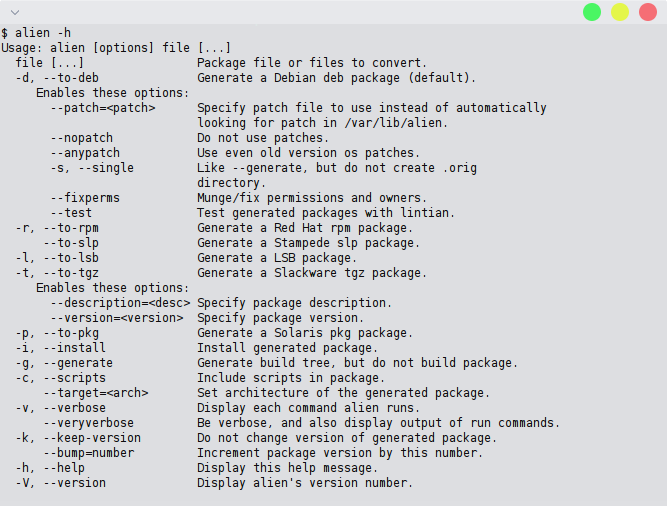 $ alien -h
Usage: alien [options] file [...]
  file [...]                Package file or files to convert.
  -d, --to-deb              Generate a Debian deb package (default).
     Enables these options:
       --patch=<patch>      Specify patch file to use instead of automatically
                            looking for patch in /var/lib/alien.
       --nopatch            Do not use patches.
       --anypatch           Use even old version os patches.
       -s, --single         Like --generate, but do not create .orig
                            directory.
       --fixperms           Munge/fix permissions and owners.
       --test               Test generated packages with lintian.
  -r, --to-rpm              Generate a Red Hat rpm package.
      --to-slp              Generate a Stampede slp package.
  -l, --to-lsb              Generate a LSB package.
  -t, --to-tgz              Generate a Slackware tgz package.
     Enables these options:
       --description=<desc> Specify package description.
       --version=<version>  Specify package version.
  -p, --to-pkg              Generate a Solaris pkg package.
  -i, --install             Install generated package.
  -g, --generate            Generate build tree, but do not build package.
  -c, --scripts             Include scripts in package.
      --target=<arch>       Set architecture of the generated package.
  -v, --verbose             Display each command alien runs.
      --veryverbose         Be verbose, and also display output of run commands.
  -k, --keep-version        Do not change version of generated package.
      --bump=number         Increment package version by this number.
  -h, --help                Display this help message.
  -V, --version             Display alien's version number.